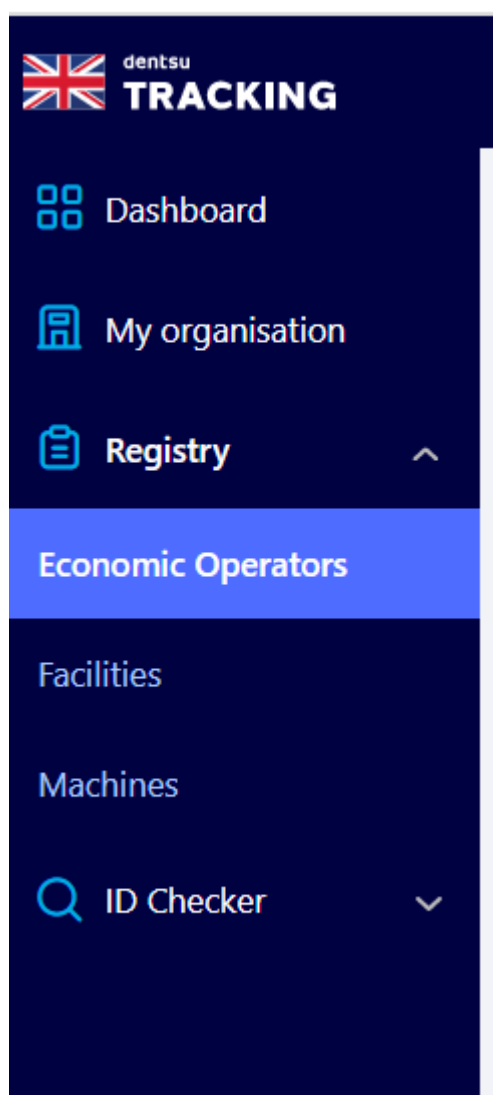 dentsu
TRACKING
Dashboard
My organisation
Registry
Economic Operators
Facilities
Machines
ID Checker